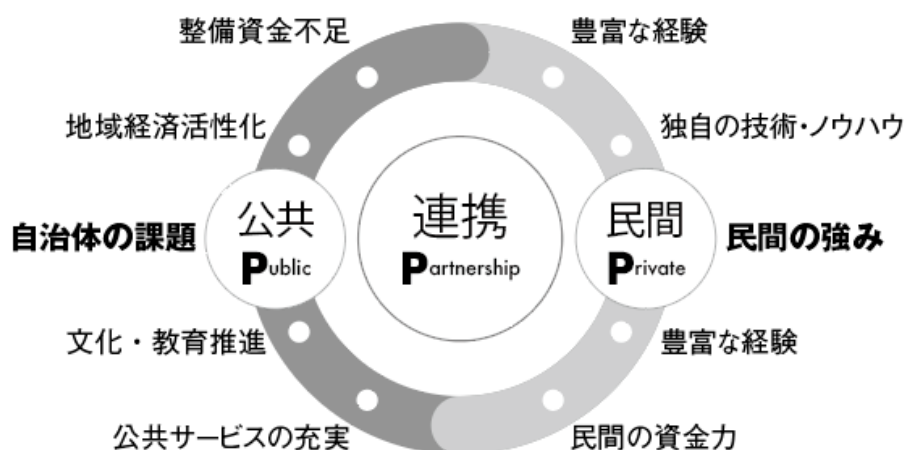 整備資金不足
豊富な経験
地域経済活性化
独自の技術・ノウハウ
自治体の課題
公共
Public
連携
Partnership
民間
Private
民間の強み
文化・教育推進
豊富な経験
公共サービスの充実
民間の資金力